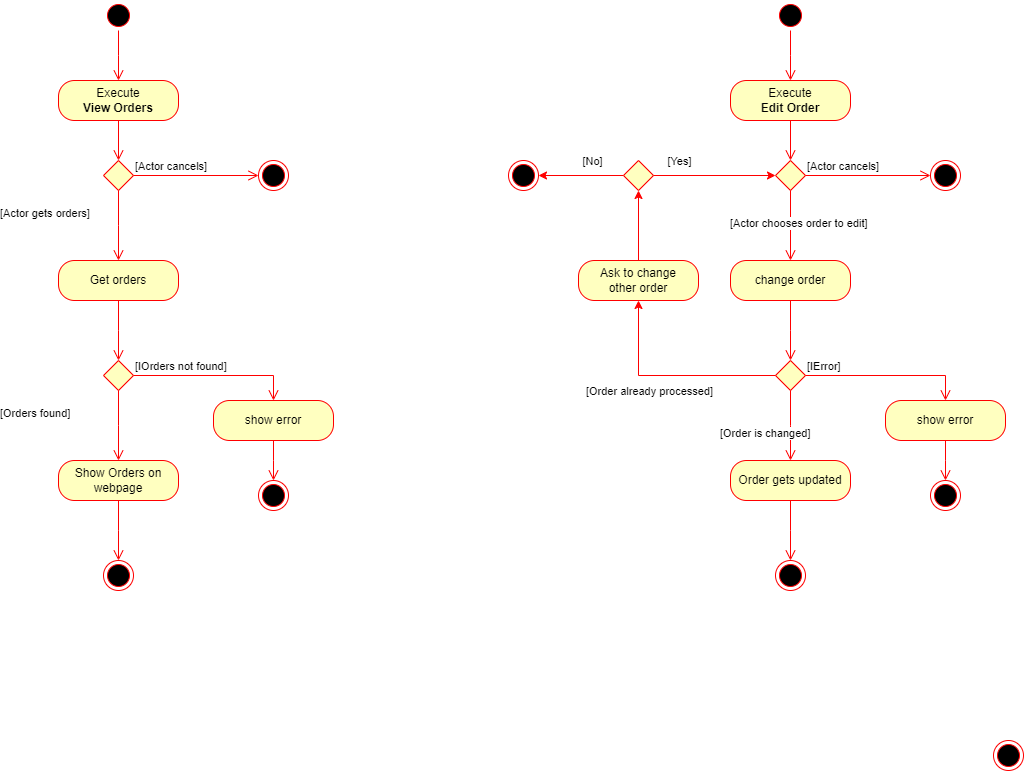 Execute
View Orders
[Actor cancels]
[Actor gets orders]
Get orders
[IOrders not found]
[Orders found]
show error
Show Orders on
webpage
Execute
Edit Order
[No]
[Yes]
[Actor cancels]
[Actor chooses order to edit]
Ask to change
other order
change order
[IError]
[Order already processed]
show error
[Order is changed]
Order gets updated